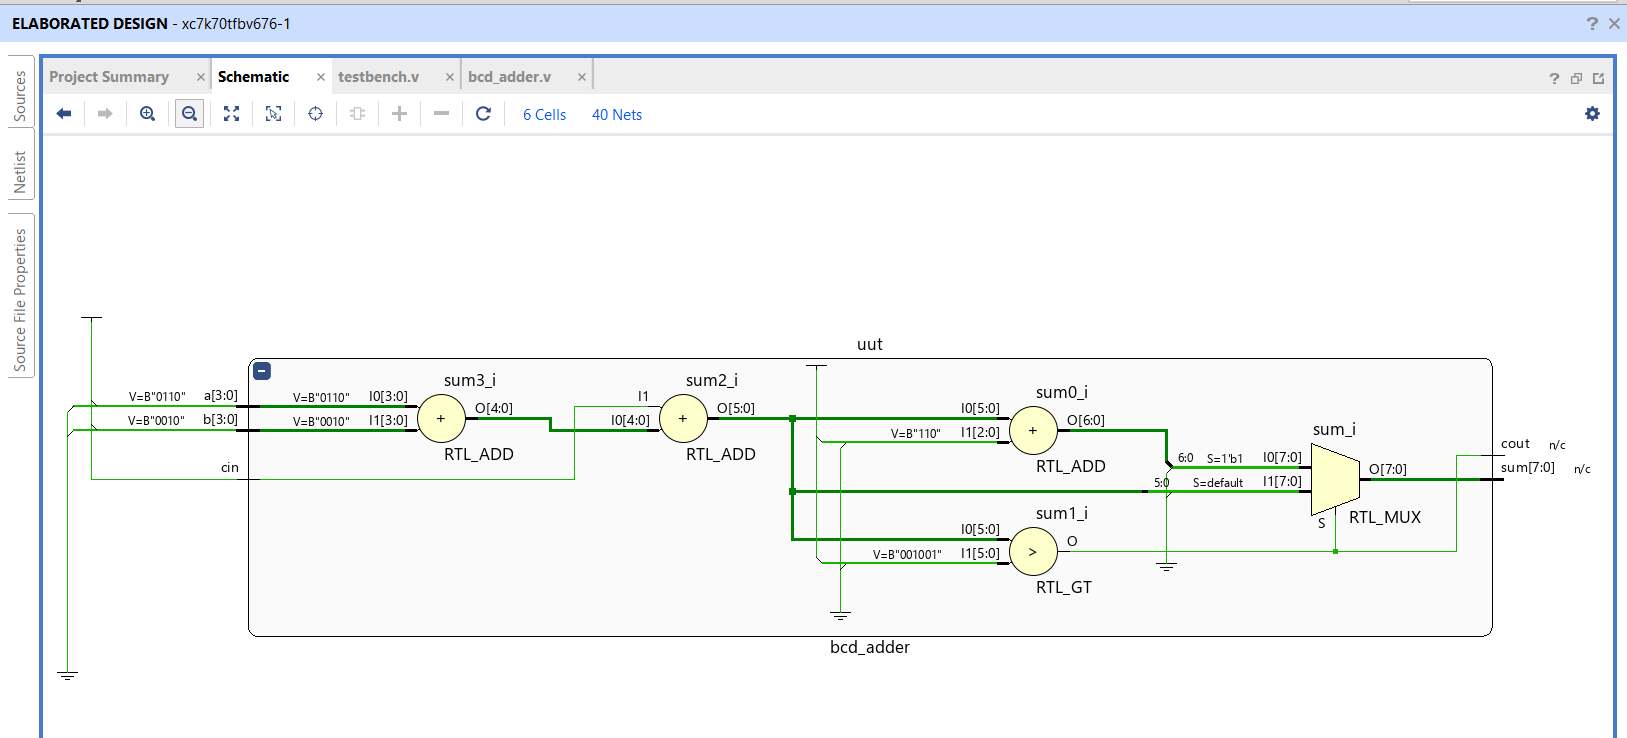 ELABORATED DESIGN - xc7k70tfbv676-1
? ×
Sources
Netlist
Source File Properties
Project Summary ×
Schematic ×
testbench.v ×
bcd_adder.v ×
?
6 Cells 40 Nets
uut
V=B"0110" a[3:0] V=B"0110" I0[3:0]
V=B"0010" b[3:0] V=B"0010" I1[3:0]
cin
sum3_i
+
O[4:0]
RTL_ADD
sum2_i
I1
I0[4:0]
+
O[5:0]
RTL_ADD
sum0_i
I0[5:0]
V=B"110" I1[2:0]
+
O[6:0]
RTL_ADD
sum1_i
I0[5:0]
V=B"001001" I1[5:0]
>
O
RTL_GT
sum_i
6:0 S=1'b1 I0[7:0]
5:0 S=default I1[7:0]
O[7:0]
S
RTL_MUX
cout n/c
sum[7:0] n/c
bcd_adder